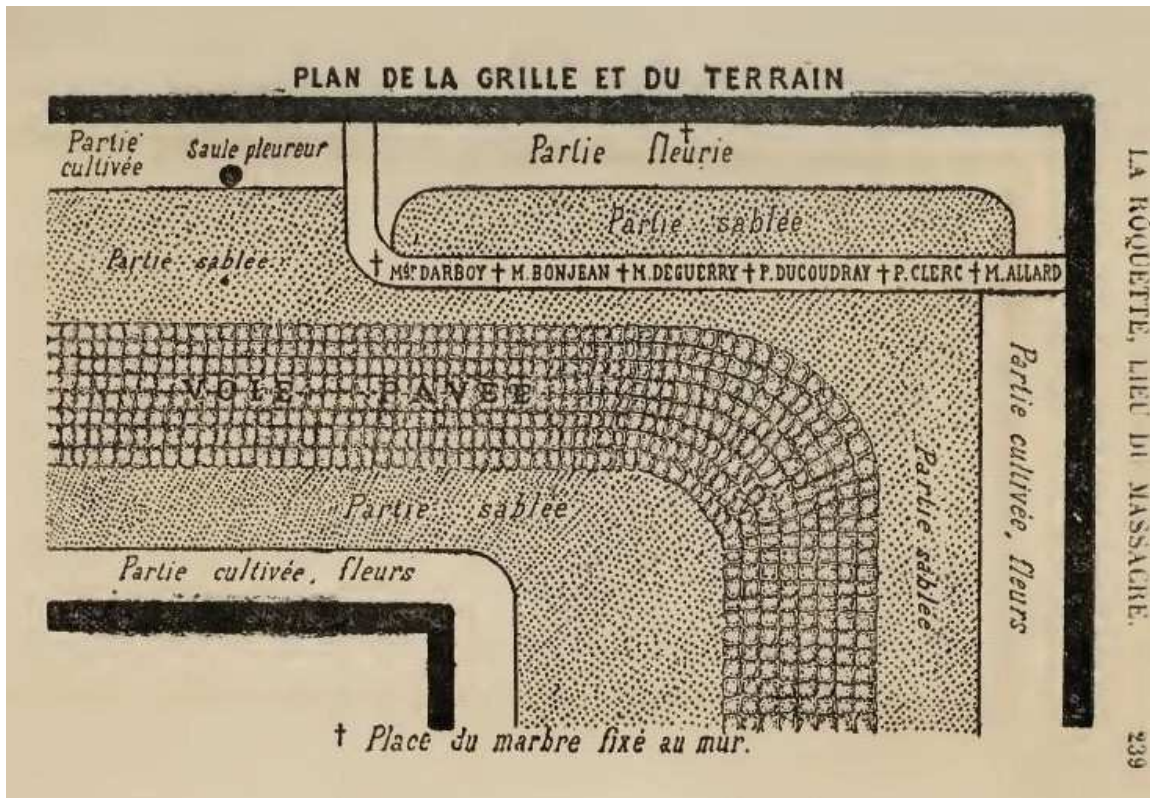 PLAN DE LA GRILLE ET DU TERRAIN
Partie
cultivée
Saule pleureur
†
Partie fleurie
Partie sablée
Partie sablée
† Mgr DARBOY † M. BONJEAN † M. DEGUERRY † P. DUCOUDRAY † P. CLERC † M. ALLARD
VOIE PAVÉE
Partie sablée
Partie sablée
Partie cultivée, fleurs
Partie cultivée, fleurs
† Place du marbre fixé au mur.
LA ROQUETTE, LIEU DU MASSACRE.
239